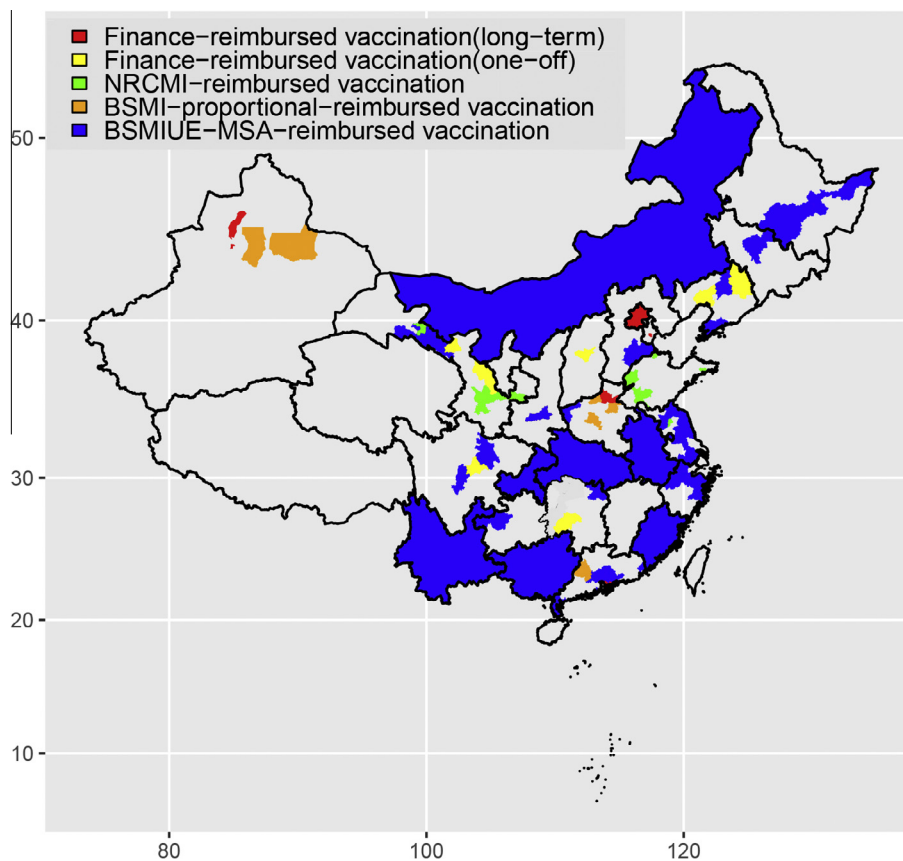 Finance-reimbursed vaccination(long-term)
Finance-reimbursed vaccination(one-off)
NRCMI-reimbursed vaccination
BSMI-proportional-reimbursed vaccination
BSMIUE-MSA-reimbursed vaccination
50
40
30
20
10
80 100 120